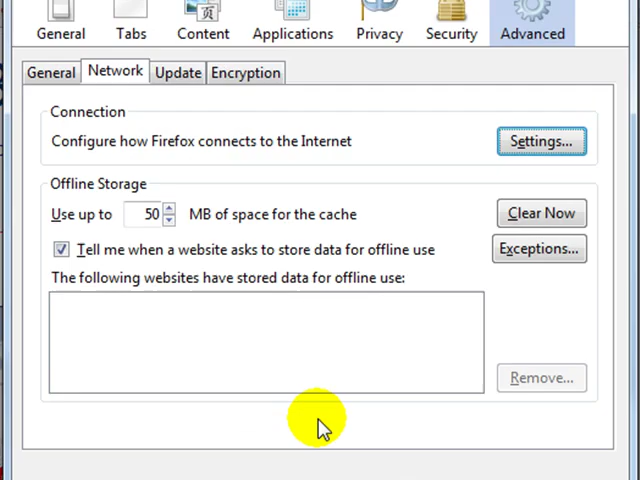 General Tabs Content Applications Privacy Security Advanced
General Network Update Encryption
Connection
Configure how Firefox connects to the Internet Settings...
Offline Storage
Use up to 50 MB of space for the cache Clear Now
Tell me when a website asks to store data for offline use Exceptions...
The following websites have stored data for offline use:
Remove...